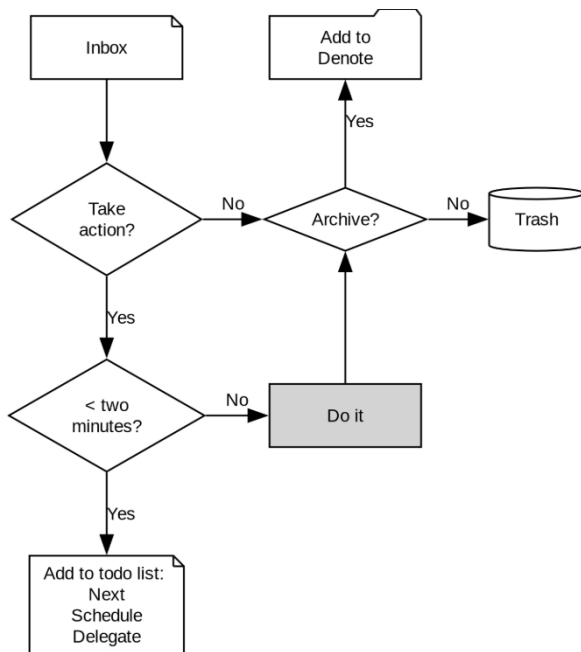 Inbox
Add to
Denote
Yes
Take
action?
No
Archive?
No
Trash
Yes
< two
minutes?
No
Do it
Yes
Add to todo list:
Next
Schedule
Delegate